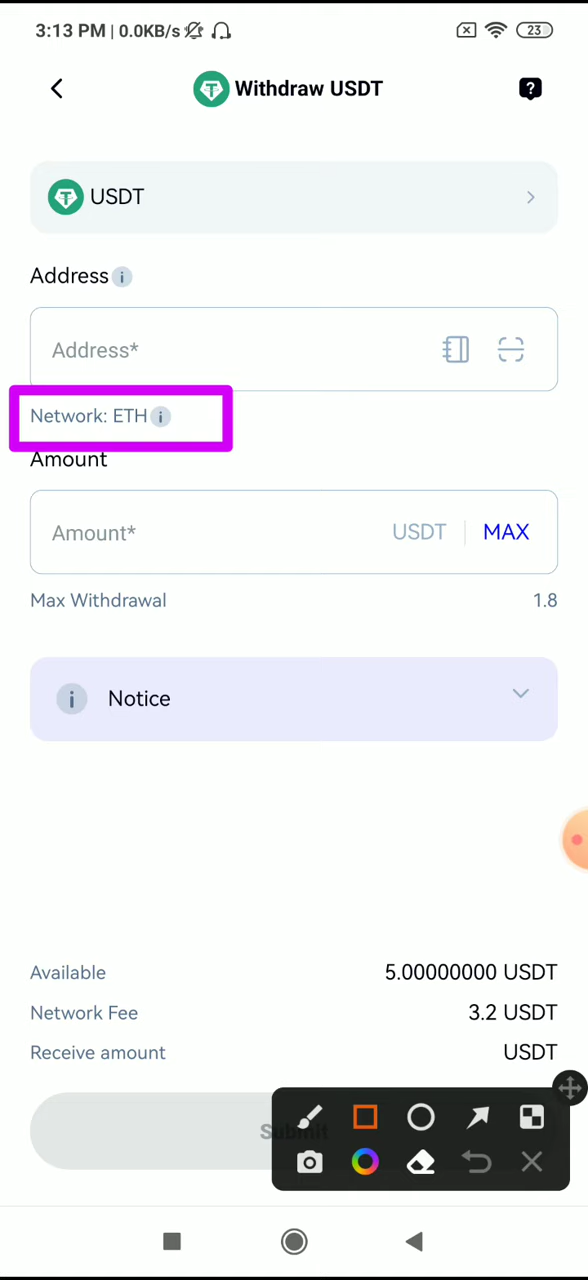 3:13 PM | 0.0KB/s
23
Withdraw USDT
USDT
Address
Address*
Network: ETH
Amount
Amount*
USDT
MAX
Max Withdrawal
1.8
Notice
Available
5.00000000 USDT
Network Fee
3.2 USDT
Receive amount
USDT
Submit